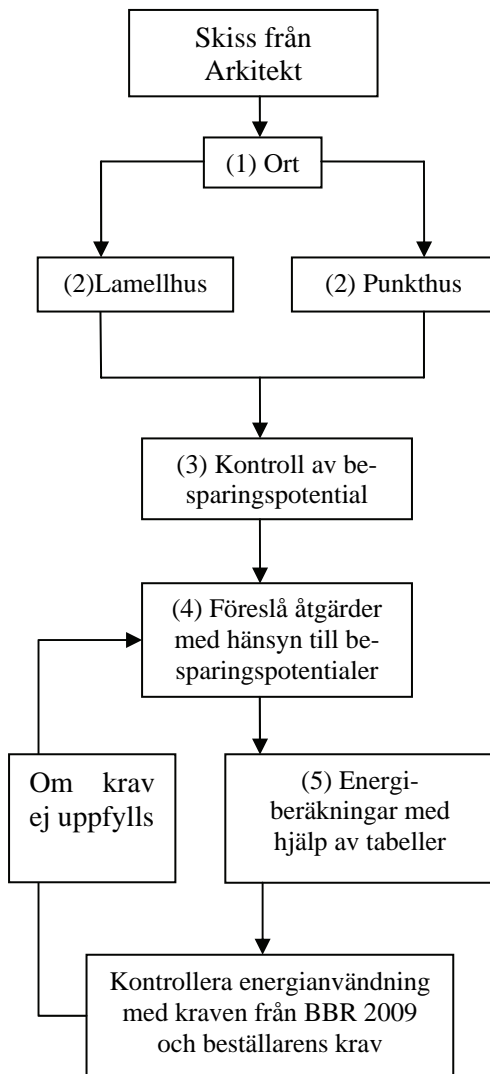 Skiss från
Arkitekt
(1) Ort
(2)Lamellhus
(2) Punkthus
(3) Kontroll av be-
sparingspotential
(4) Föreslå åtgärder
med hänsyn till be-
sparingspotentialer
Om krav
ej uppfylls
(5) Energi-
beräkningar med
hjälp av tabeller
Kontrollera energianvändning
med kraven från BBR 2009
och beställarens krav